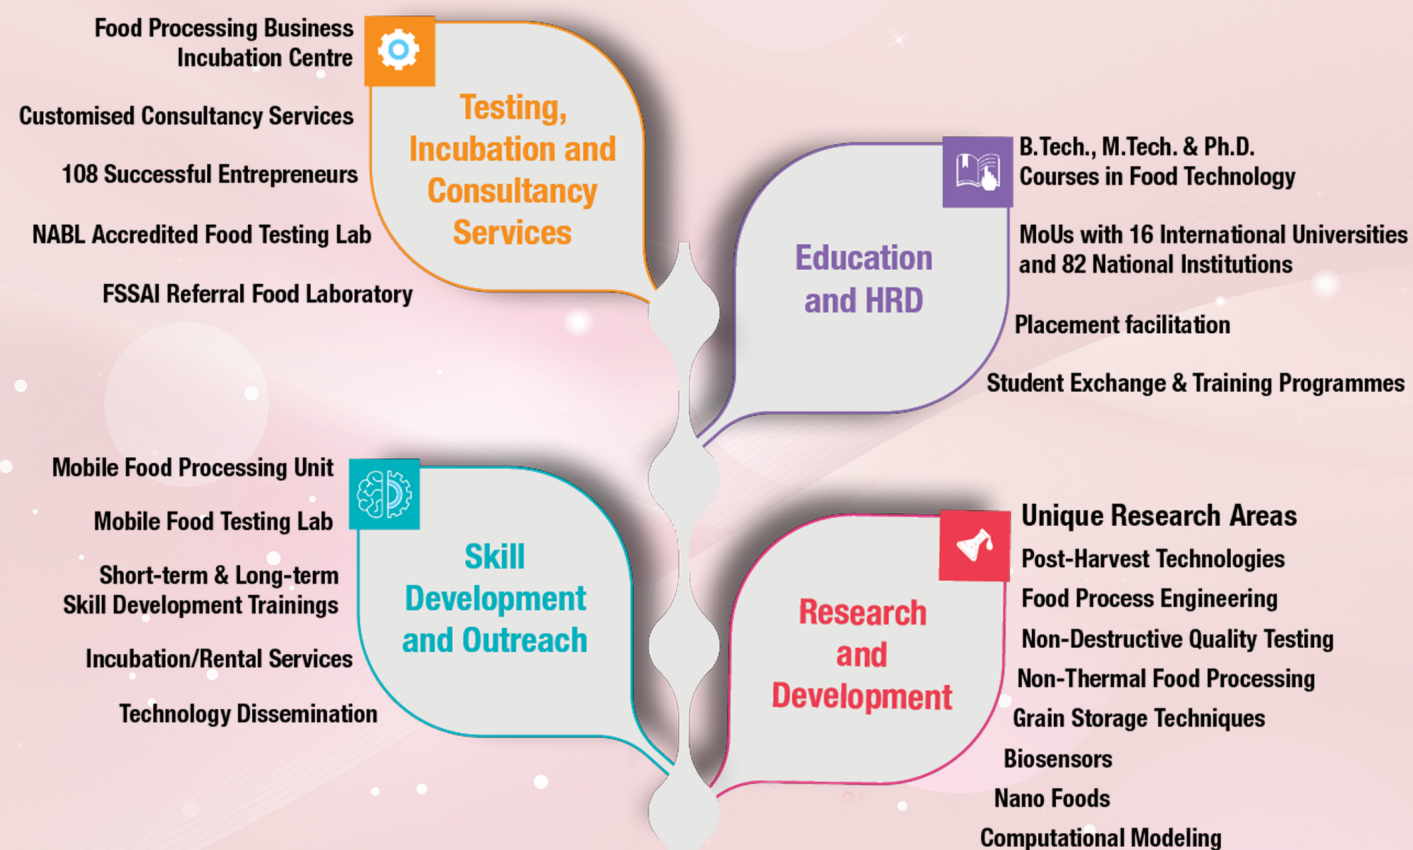 Food Processing Business
Incubation Centre
Customised Consultancy Services
108 Successful Entrepreneurs
NABL Accredited Food Testing Lab
FSSAI Referral Food Laboratory
Testing,
Incubation and
Consultancy
Services
B.Tech., M.Tech. & Ph.D.
Courses in Food Technology
MoUs with 16 International Universities
and 82 National Institutions
Placement facilitation
Student Exchange & Training Programmes
Education
and HRD
Mobile Food Processing Unit
Mobile Food Testing Lab
Short-term & Long-term
Skill Development Trainings
Incubation/Rental Services
Technology Dissemination
Skill
Development
and Outreach
Research
and
Development
Unique Research Areas
Post-Harvest Technologies
Food Process Engineering
Non-Destructive Quality Testing
Non-Thermal Food Processing
Grain Storage Techniques
Biosensors
Nano Foods
Computational Modeling